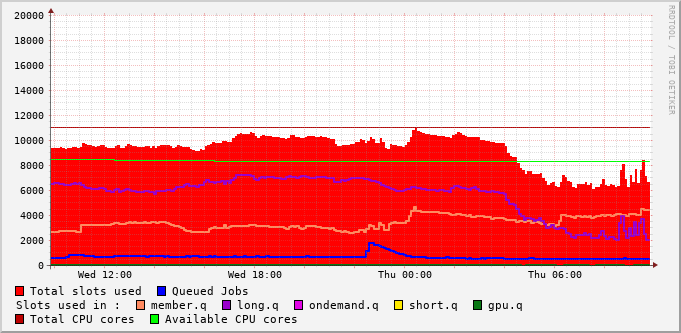 20000
18000
16000
14000
12000
10000
8000
6000
4000
2000
0
Wed 12:00 Wed 18:00 Thu 00:00 Thu 06:00
Total slots used Queued Jobs
Slots used in : member.q long.q ondemand.q short.q gpu.q
Total CPU cores Available CPU cores
RRDTOOL / TOBI OETIKER